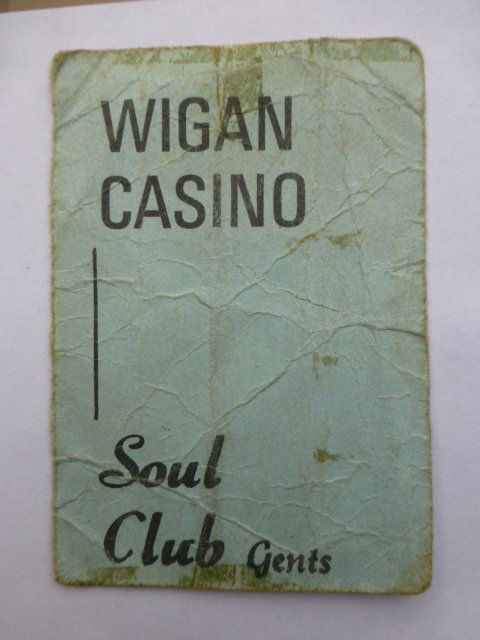 WIGAN
CASINO
Soul
Club Gents